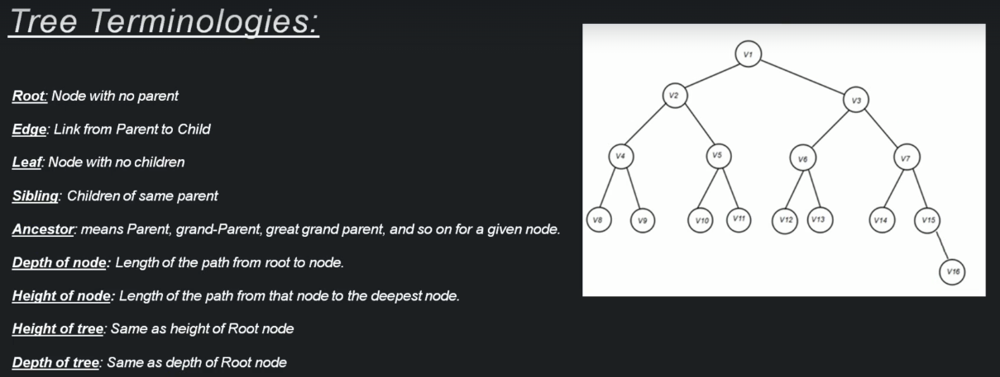 Tree Terminologies:
Root: Node with no parent
Edge: Link from Parent to Child
Leaf: Node with no children
Sibling: Children of same parent
Ancestor: means Parent, grand-Parent, great grand parent, and so on for a given node.
Depth of node: Length of the path from root to node.
Height of node: Length of the path from that node to the deepest node.
Height of tree: Same as height of Root node
Depth of tree: Same as depth of Root node
V1
V2
V3
V4
V5
V6
V7
V8
V9
V10
V11
V12
V13
V14
V15
V16